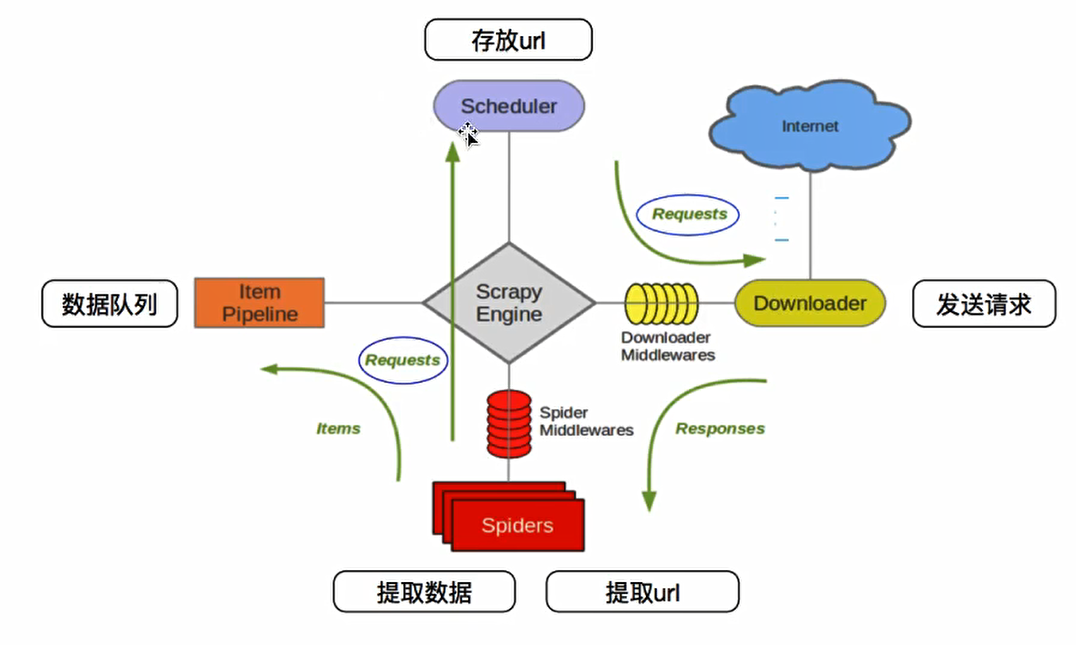 存放url
Scheduler
Internet
Requests
数据队列
Item
Pipeline
Scrapy
Engine
Downloader
发送请求
Downloader
Middlewares
Requests
Items
Spider
Middlewares
Responses
Spiders
提取数据
提取url